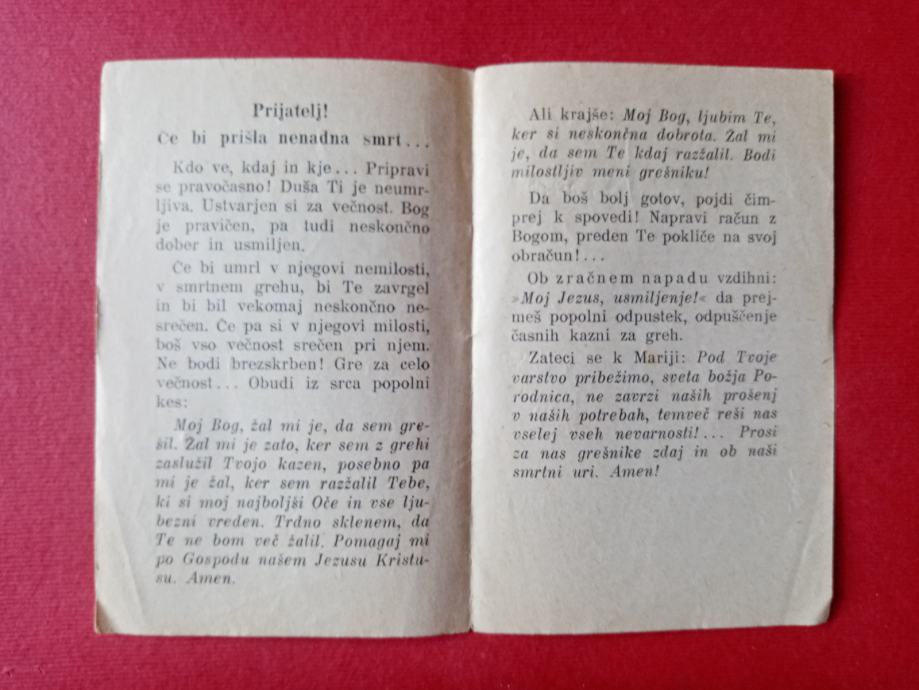 Prijatelj!
Če bi prišla nenadna smrt...
Kdo ve, kdaj in kje... Pripravi
se pravočasno! Duša Ti je neumr-
ljiva. Ustvarjen si za večnost. Bog
je pravičen, pa tudi neskončno
dober in usmiljen.
Če bi umrl v njegovi nemilosti,
v smrtnem grehu, bi Te zavrgel
in bi bil vekomaj neskončno ne-
srečen. Če pa si v njegovi milosti,
boš vso večnost srečen pri njem.
Ne bodi brezskrben! Gre za celo
večnost... Obudi iz srca popolni
kes:
Moj Bog, žal mi je, da sem gre-
šil. Žal mi je zato, ker sem z grehi
zaslužil Tvojo kazen, posebno pa
mi je žal, ker sem razžalil Tebe,
ki si moj najboljši Oče in vse lju-
bezni vreden. Trdno sklenem, da
Te ne bom več žalil. Pomagaj mi
po Gospodu našem Jezusu Kristu-
su. Amen.
Ali krajše: Moj Bog, ljubim Te,
ker si neskončna dobrota. Žal mi
je, da sem Te kdaj razžalil. Bodi
milostljiv meni grešniku!
Da boš bolj gotov, pojdi čim-
prej k spovedi! Napravi račun z
Bogom, preden Te pokliče na svoj
obračun!...
Ob zračnem napadu vzdihni:
»Moj Jezus, usmiljenje!« da prej-
meš popolni odpustek, odpuščenje
časnih kazni za greh.
Zateci se k Mariji: Pod Tvoje
varstvo pribežimo, sveta božja Po-
rodnica, ne zavrzi naših prošenj
v naših potrebah, temveč reši nas
vselej vseh nevarnosti!... Prosi
za nas grešnike zdaj in ob naši
smrtni uri. Amen!